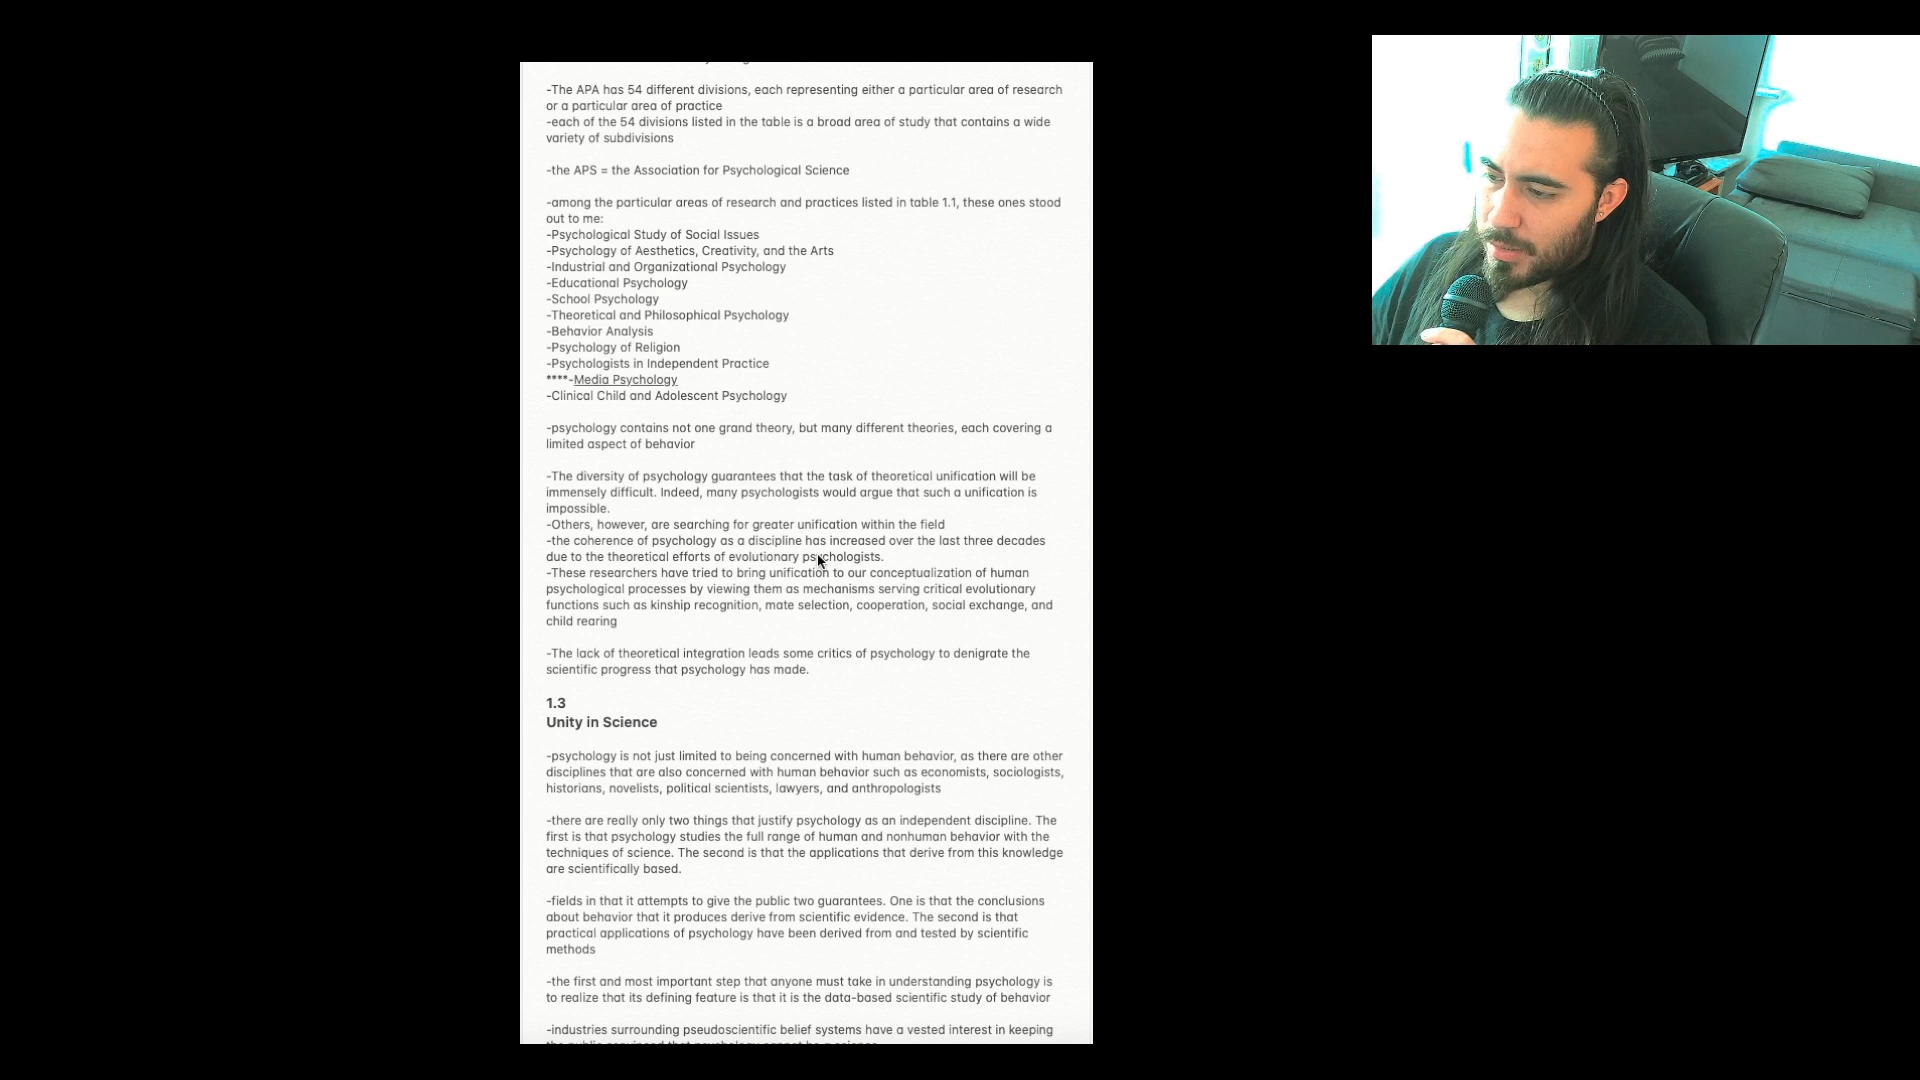 -The APA has 54 different divisions, each representing either a particular area of research
or a particular area of practice
-each of the 54 divisions listed in the table is a broad area of study that contains a wide
variety of subdivisions
-the APS = the Association for Psychological Science
-among the particular areas of research and practices listed in table 1.1, these ones stood
out to me:
-Psychological Study of Social Issues
-Psychology of Aesthetics, Creativity, and the Arts
-Industrial and Organizational Psychology
-Educational Psychology
-School Psychology
-Theoretical and Philosophical Psychology
-Behavior Analysis
-Psychology of Religion
-Psychologists in Independent Practice
****-Media Psychology
-Clinical Child and Adolescent Psychology
-psychology contains not one grand theory, but many different theories, each covering a
limited aspect of behavior
-The diversity of psychology guarantees that the task of theoretical unification will be
immensely difficult. Indeed, many psychologists would argue that such a unification is
impossible.
-Others, however, are searching for greater unification within the field
-the coherence of psychology as a discipline has increased over the last three decades
due to the theoretical efforts of evolutionary psychologists.
-These researchers have tried to bring unification to our conceptualization of human
psychological processes by viewing them as mechanisms serving critical evolutionary
functions such as kinship recognition, mate selection, cooperation, social exchange, and
child rearing
-The lack of theoretical integration leads some critics of psychology to denigrate the
scientific progress that psychology has made.
1.3
Unity in Science
-psychology is not just limited to being concerned with human behavior, as there are other
disciplines that are also concerned with human behavior such as economists, sociologists,
historians, novelists, political scientists, lawyers, and anthropologists
-there are really only two things that justify psychology as an independent discipline. The
first is that psychology studies the full range of human and nonhuman behavior with the
techniques of science. The second is that the applications that derive from this knowledge
are scientifically based.
-fields in that it attempts to give the public two guarantees. One is that the conclusions
about behavior that it produces derive from scientific evidence. The second is that
practical applications of psychology have been derived from and tested by scientific
methods
-the first and most important step that anyone must take in understanding psychology is
to realize that its defining feature is that it is the data-based scientific study of behavior
-industries surrounding pseudoscientific belief systems have a vested interest in keeping